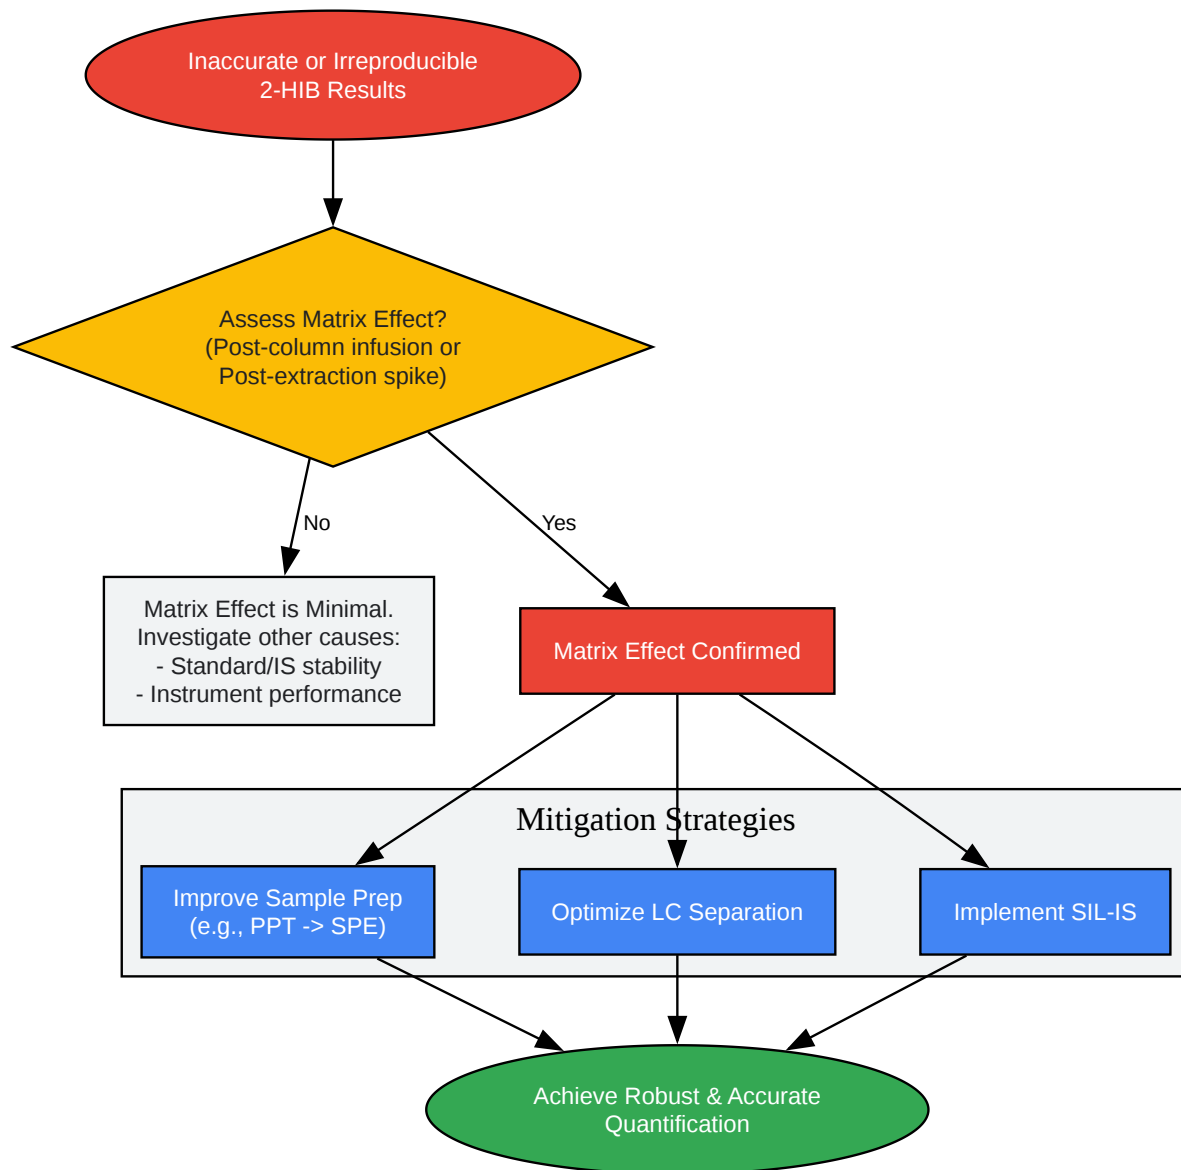 Inaccurate or Irreproducible
2-HIB Results
Assess Matrix Effect?
(Post-column infusion or
Post-extraction spike)
No
Yes
Matrix Effect is Minimal.
Investigate other causes:
- Standard/IS stability
- Instrument performance
Matrix Effect Confirmed
Mitigation Strategies
Improve Sample Prep
(e.g., PPT -> SPE)
Optimize LC Separation
Implement SIL-IS
Achieve Robust & Accurate
Quantification